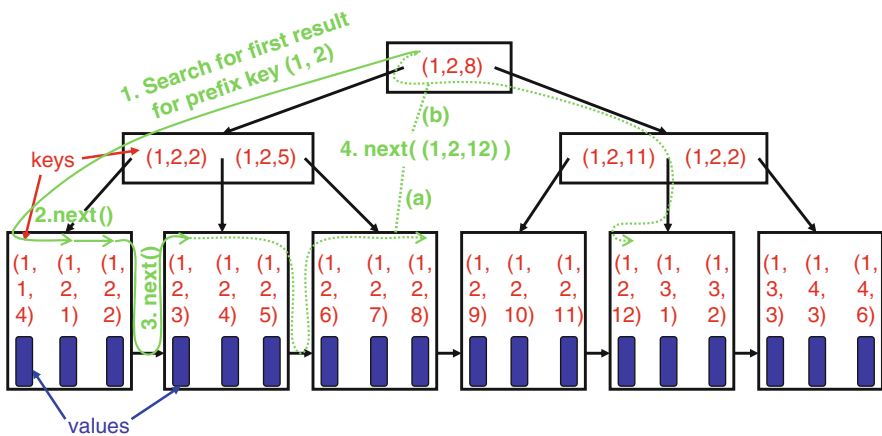 1. Search for first result
for prefix key (1, 2)
(1,2,8)
(b)
4. next( (1,2,12) )
(a)
keys
(1,2,2) (1,2,5)
(1,2,11) (1,2,2)
2.next()
3. next()
(1, (1, (1,
1, 2, 2,
4) 1) 2)
(1, (1, (1,
2, 2, 2,
3) 4) 5)
(1, (1, (1,
2, 2, 2,
6) 7) 8)
(1, (1, (1,
2, 2, 2,
9) 10) 11)
(1, (1, (1,
2, 3, 3,
12) 1) 2)
(1, (1, (1,
3, 4, 4,
3) 3) 6)
values